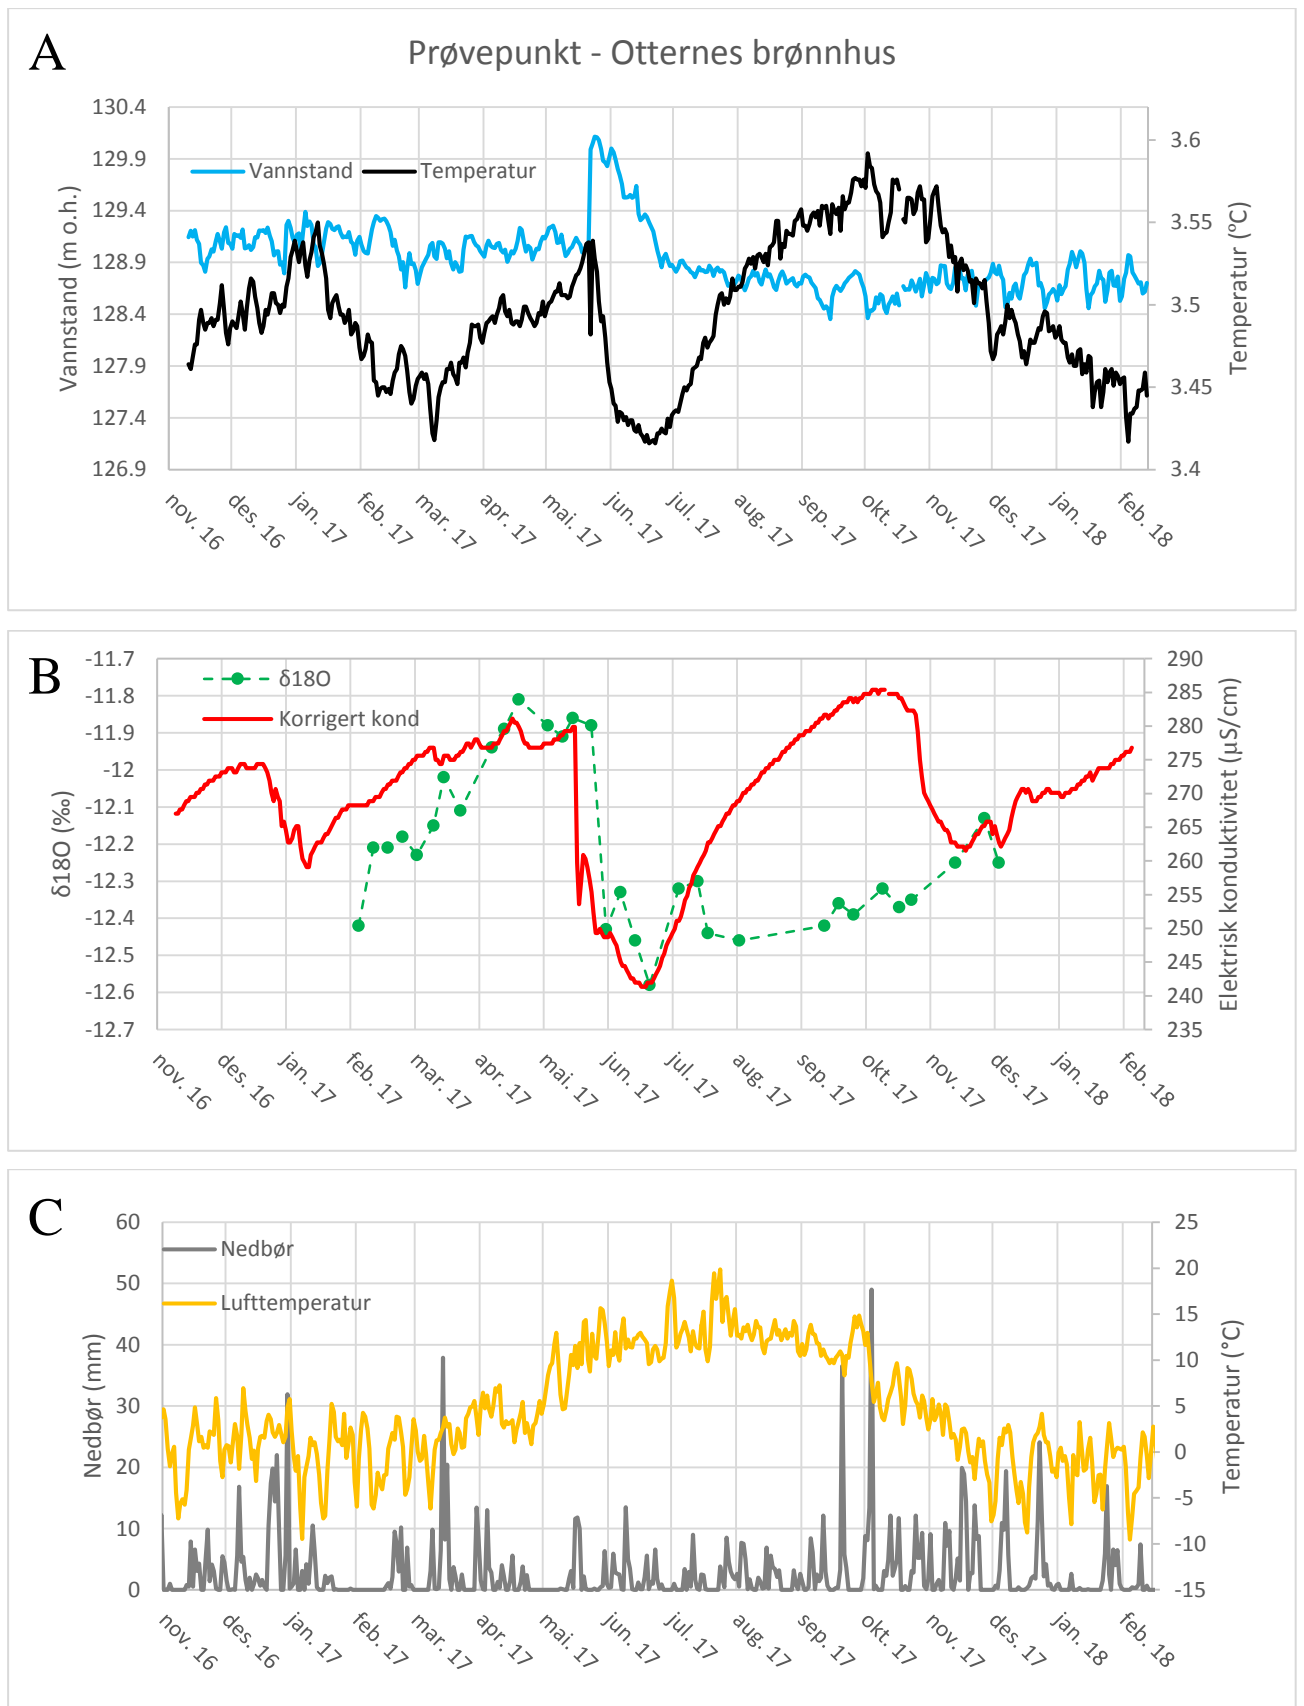 A
Prøvepunkt - Otternes brønnhus
Vannstand Temperatur
130.4
129.9
129.4
128.9
128.4
127.9
127.4
126.9
Vannstand (m o.h.)
3.6
3.55
3.5
3.45
3.4
Temperatur (°C)
nov. 16 des. 16 jan. 17 feb. 17 mar. 17 apr. 17 mai. 17 jun. 17 jul. 17 aug. 17 sep. 17 okt. 17 nov. 17 des. 17 jan. 18 feb. 18
B
δ18O
Korrigert kond
-11.7
-11.8
-11.9
-12
-12.1
-12.2
-12.3
-12.4
-12.5
-12.6
-12.7
δ18O (‰)
290
285
280
275
270
265
260
255
250
245
240
235
Elektrisk konduktivitet (µS/cm)
nov. 16 des. 16 jan. 17 feb. 17 mar. 17 apr. 17 mai. 17 jun. 17 jul. 17 aug. 17 sep. 17 okt. 17 nov. 17 des. 17 jan. 18 feb. 18
C
Nedbør
Lufttemperatur
60
50
40
30
20
10
0
Nedbør (mm)
25
20
15
10
5
0
-5
-10
-15
Temperatur (°C)
nov. 16 des. 16 jan. 17 feb. 17 mar. 17 apr. 17 mai. 17 jun. 17 jul. 17 aug. 17 sep. 17 okt. 17 nov. 17 des. 17 jan. 18 feb. 18